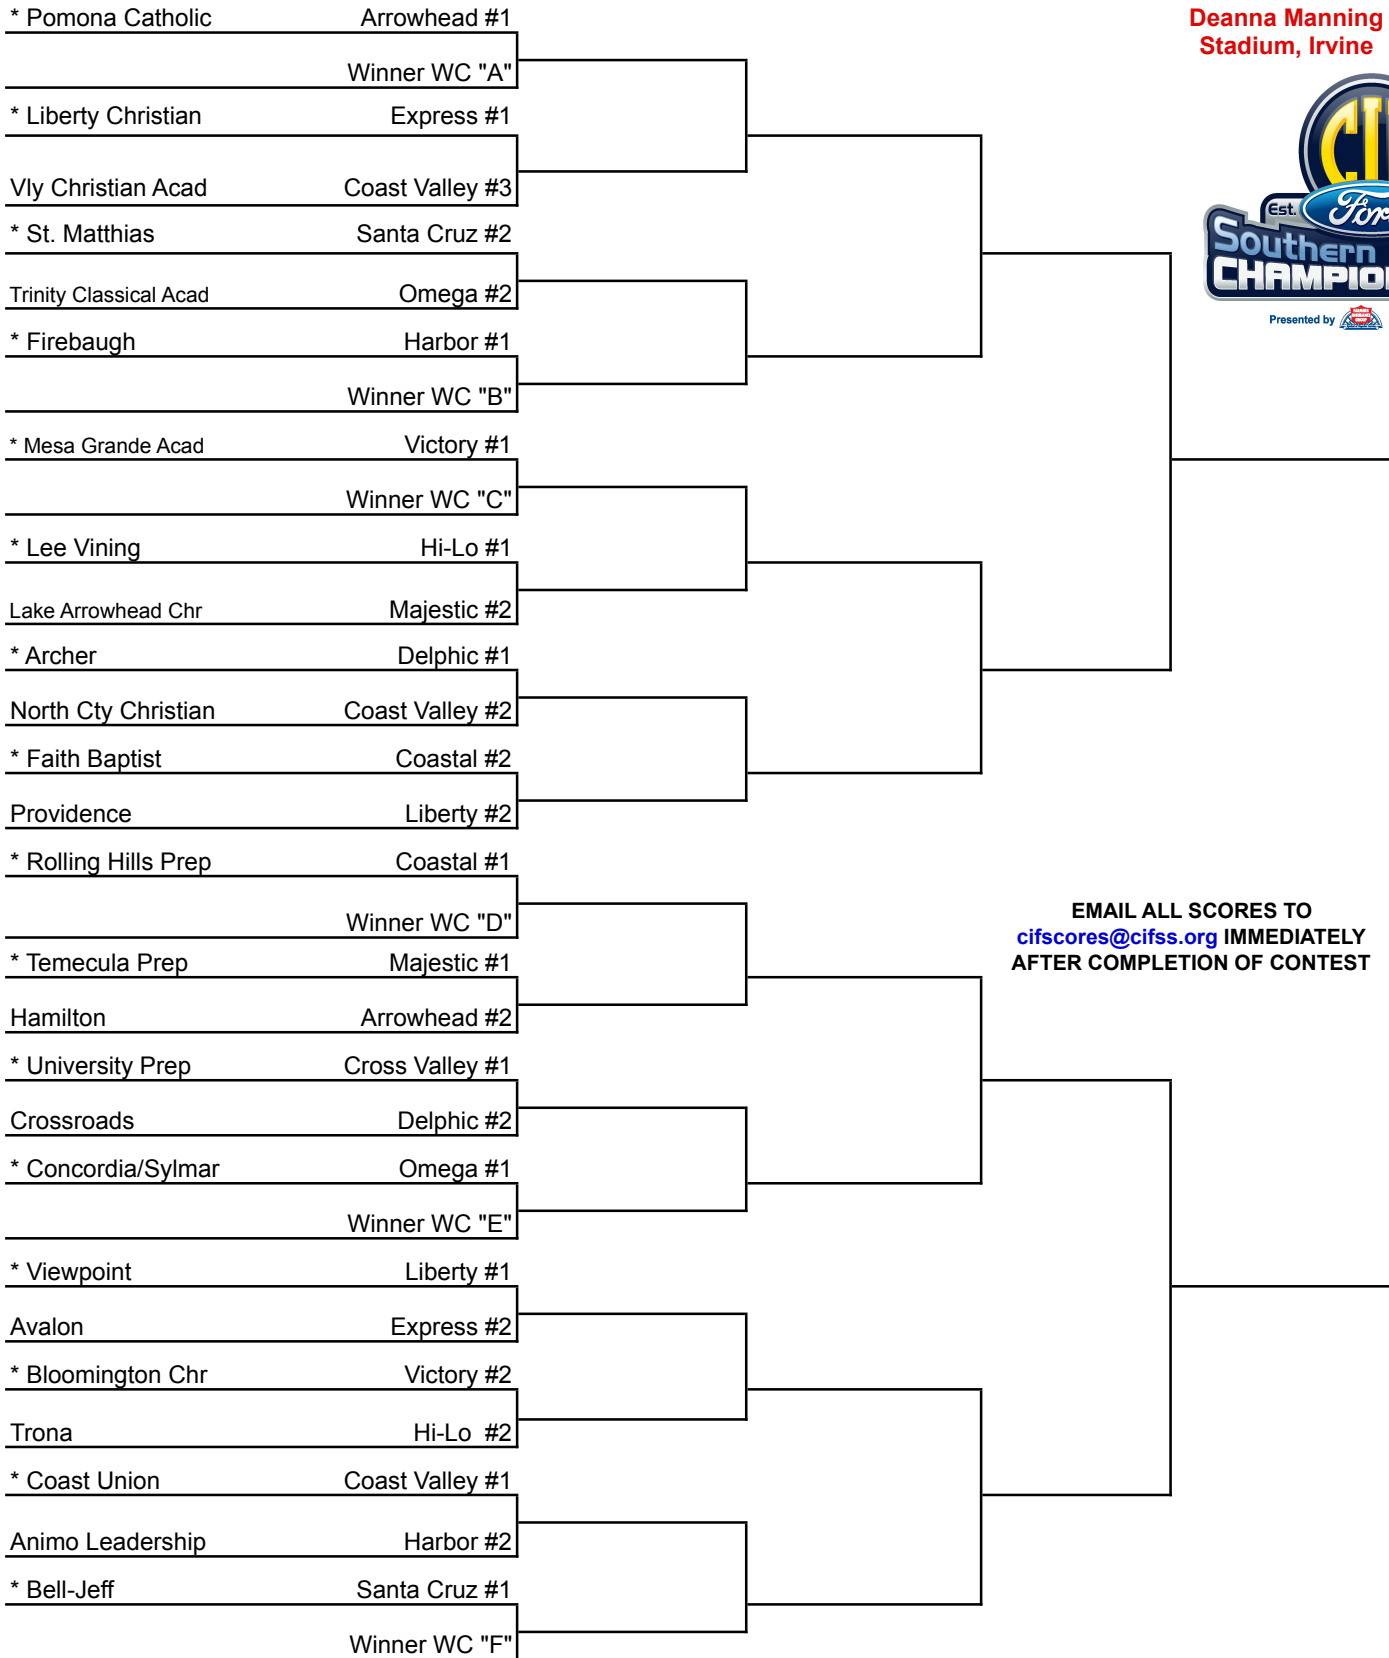 * Pomona Catholic Arrowhead #1
Winner WC "A"
* Liberty Christian Express #1
Vly Christian Acad Coast Valley #3
* St. Matthias Santa Cruz #2
Trinity Classical Acad Omega #2
* Firebaugh Harbor #1
Winner WC "B"
* Mesa Grande Acad Victory #1
Winner WC "C"
* Lee Vining Hi-Lo #1
Lake Arrowhead Chr Majestic #2
* Archer Delphic #1
North Cty Christian Coast Valley #2
* Faith Baptist Coastal #2
Providence Liberty #2
* Rolling Hills Prep Coastal #1
Winner WC "D"
* Temecula Prep Majestic #1
Hamilton Arrowhead #2
* University Prep Cross Valley #1
Crossroads Delphic #2
* Concordia/Sylmar Omega #1
Winner WC "E"
* Viewpoint Liberty #1
Avalon Express #2
* Bloomington Chr Victory #2
Trona Hi-Lo #2
* Coast Union Coast Valley #1
Animo Leadership Harbor #2
* Bell-Jeff Santa Cruz #1
Winner WC "F"
Deanna Manning
Stadium, Irvine
CI
Est.
For
Southern
CHAMPIO
Presented by
EMAIL ALL SCORES TO
cifscores@cifss.org IMMEDIATELY
AFTER COMPLETION OF CONTEST